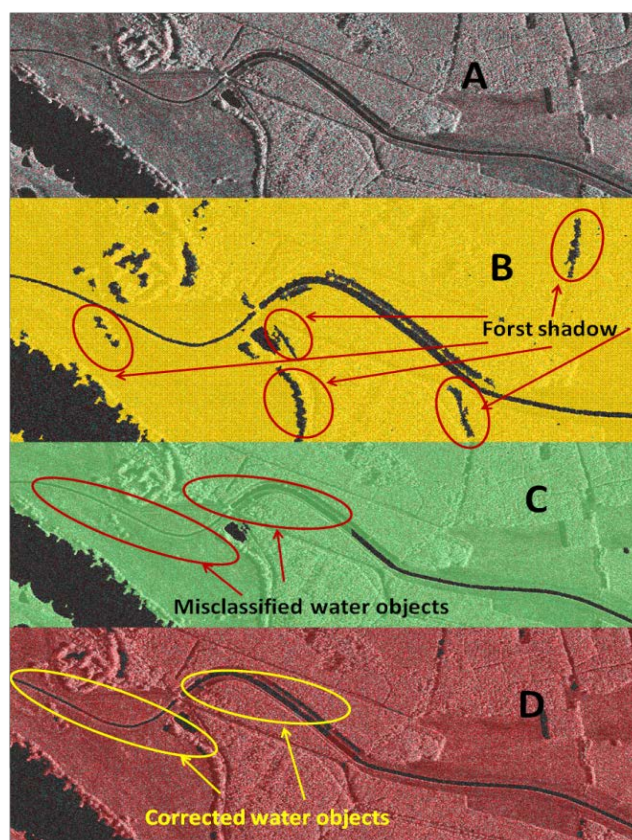 A
B
Forst shadow
C
Misclassified water objects
D
Corrected water objects